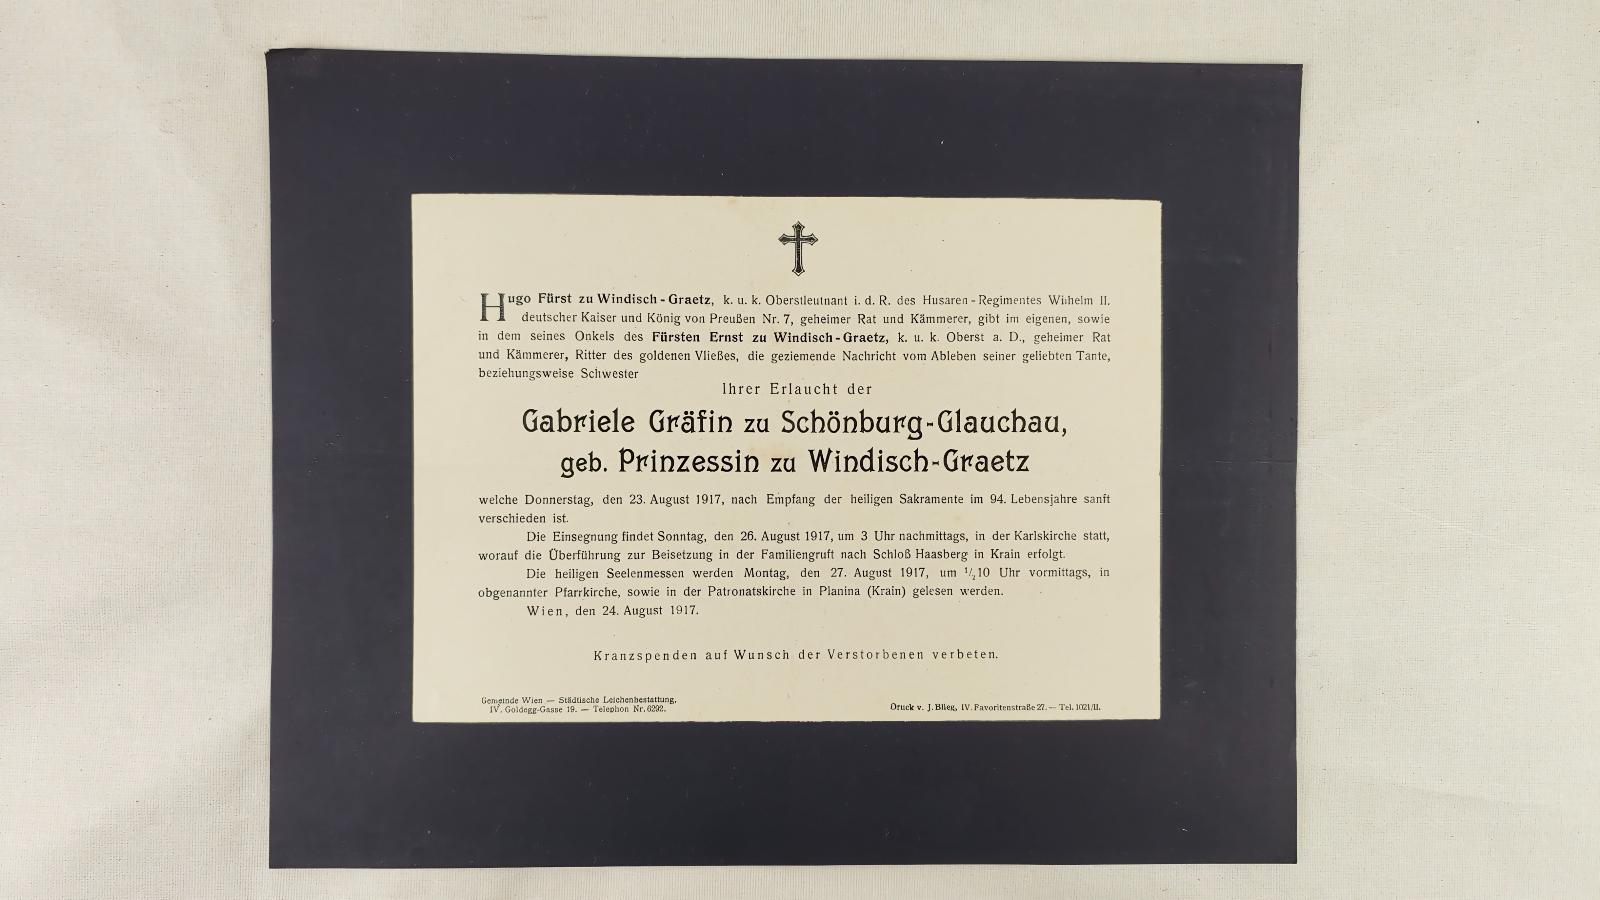 Hugo Fürst zu Windisch-Graetz, k. u. k. Oberstleutnant i. d. R. des Husaren-Regimentes Wilhelm II.
deutscher Kaiser und König von Preußen Nr. 7, geheimer Rat und Kämmerer, gibt im eigenen, sowie
in dem seines Onkels des Fürsten Ernst zu Windisch-Graetz, k. u. k. Oberst a. D., geheimer Rat
und Kämmerer, Ritter des goldenen Vließes, die geziemende Nachricht vom Ableben seiner geliebten Tante,
beziehungsweise Schwester
Ihrer Erlaucht der
Gabriele Gräfin zu Schönburg-Glauchau,
geb. Prinzessin zu Windisch-Graetz
welche Donnerstag, den 23. August 1917, nach Empfang der heiligen Sakramente im 94. Lebensjahre sanft
verschieden ist.
Die Einsegnung findet Sonntag, den 26. August 1917, um 3 Uhr nachmittags, in der Karlskirche statt,
worauf die Überführung zur Beisetzung in der Familiengruft nach Schloß Haasberg in Krain erfolgt.
Die heiligen Seelenmessen werden Montag, den 27. August 1917, um 1/2 10 Uhr vormittags, in
obgenannter Pfarrkirche, sowie in der Patronatskirche in Planina (Krain) gelesen werden.
Wien, den 24. August 1917.
Kranzspenden auf Wunsch der Verstorbenen verbeten.
Gemeinde Wien — Städtische Leichenbestattung,
IV. Goldegg-Gasse 19. — Telephon Nr. 6292.
Druck v. J. Blieg, IV. Favoritenstraße 27. — Tel. 1021/II.